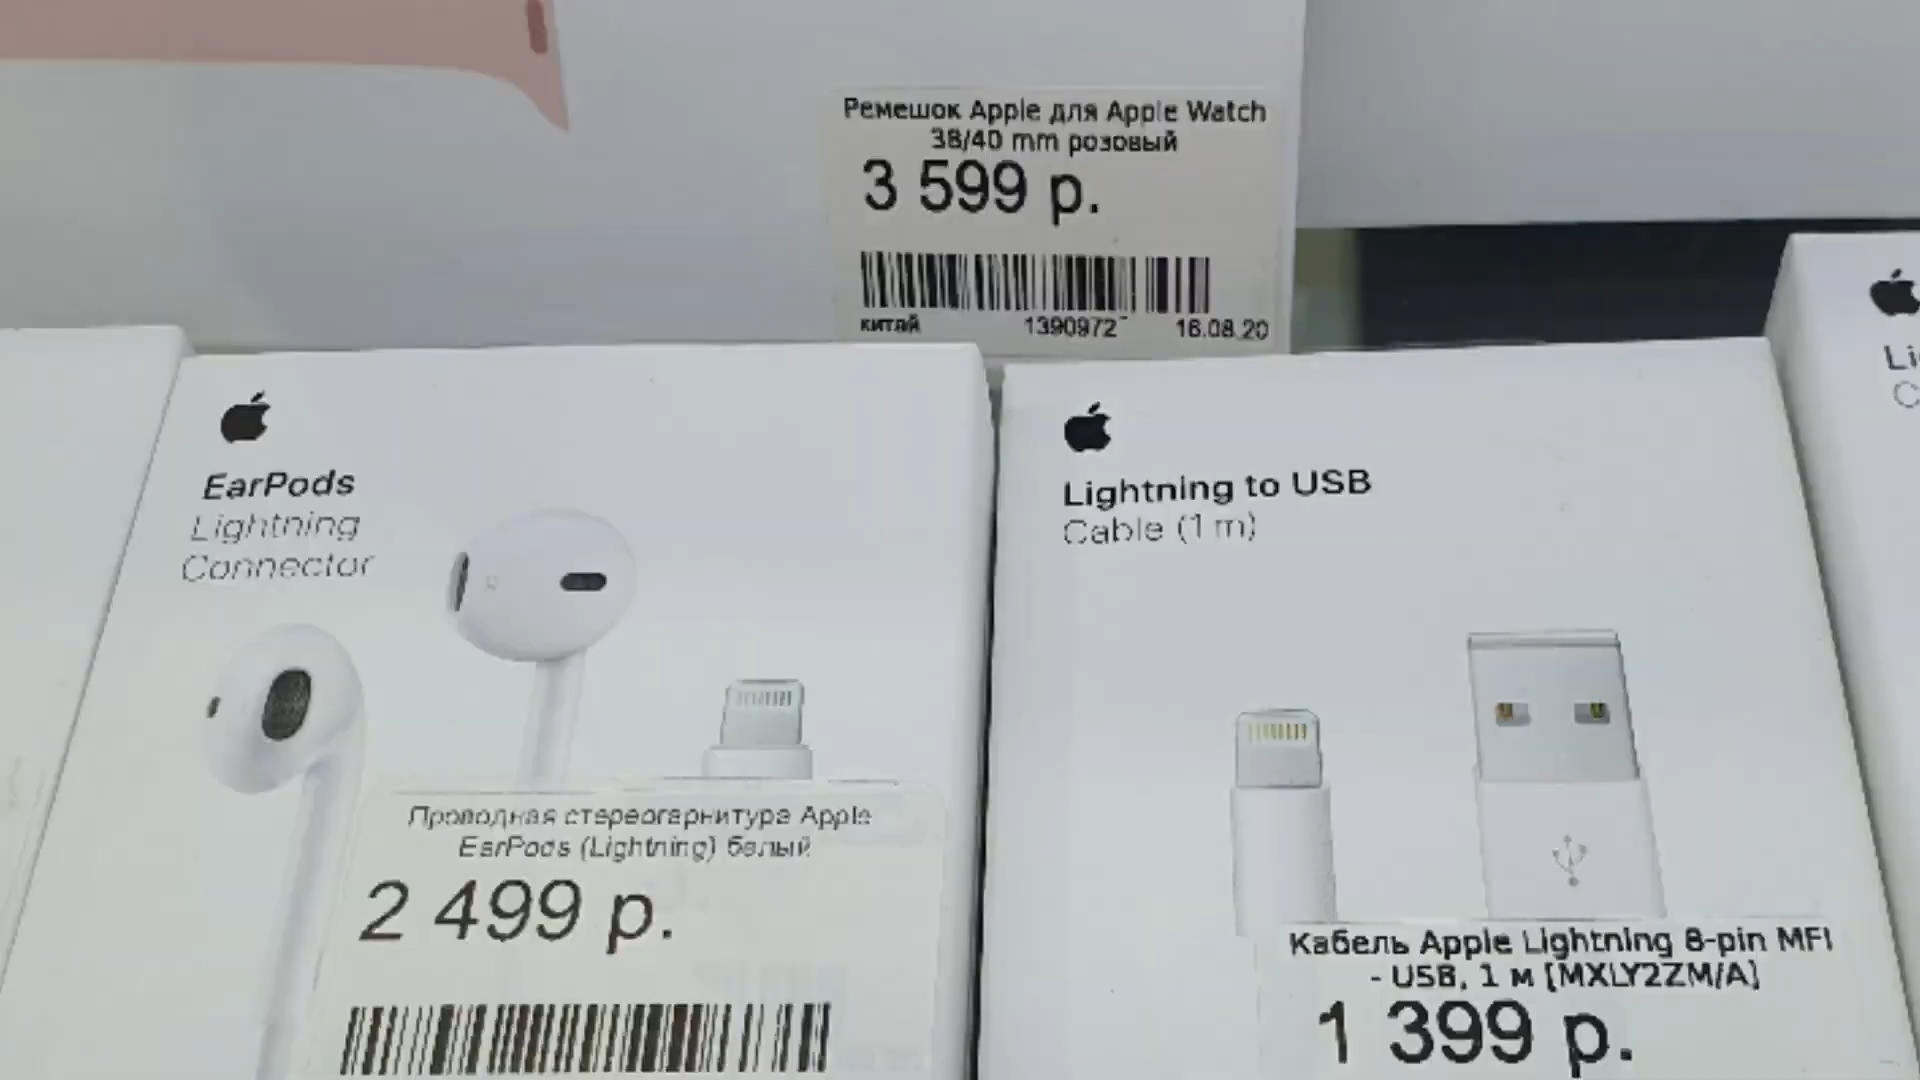 Ремешок Apple для Apple Watch
38/40 mm розовый
3 599 р.
китай 1390972 16.08.20
EarPods
Lightning
Connector
Проводная стереогарнитура Apple
EarPods (Lightning) белый
2 499 р.
Lightning to USB
Cable (1 m)
Кабель Apple Lightning 8-pin MFI
- USB, 1 м [MXLY2ZM/A]
1 399 р.
Li
C